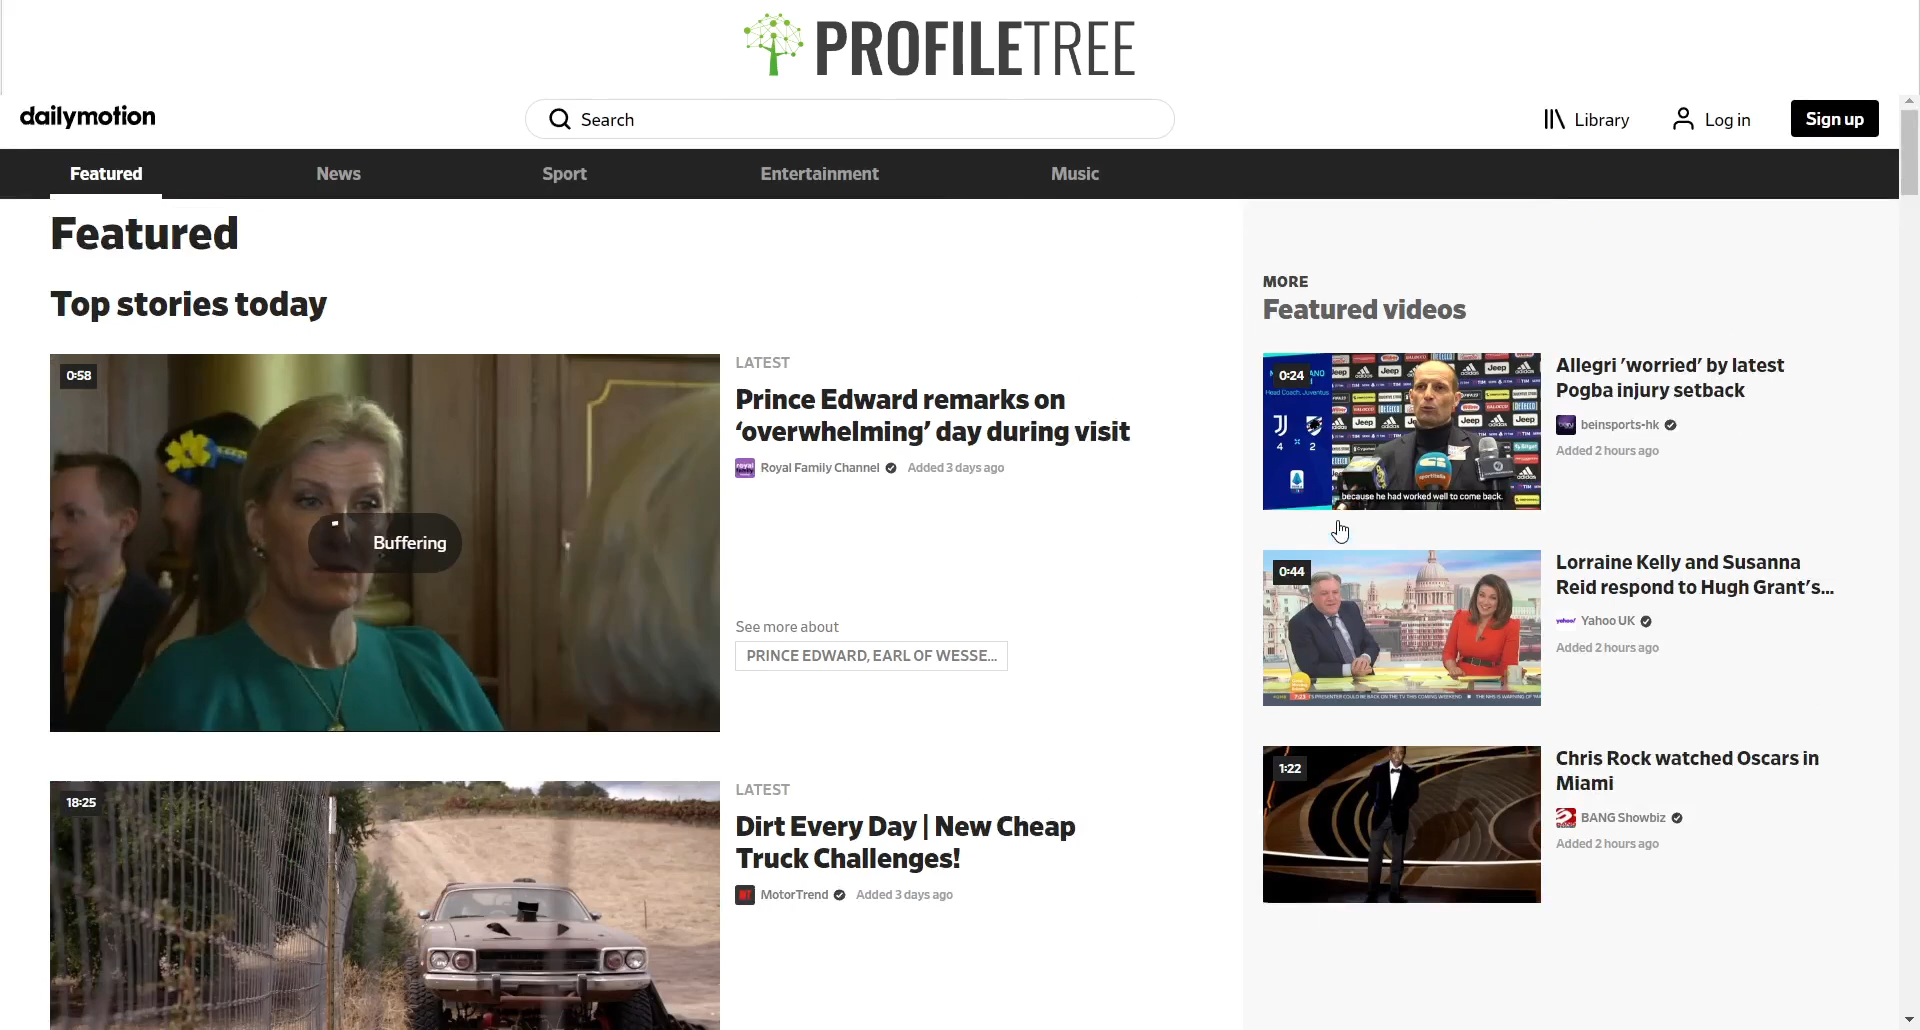 PROFILETREE
dailymotion
Search
Library
Log in
Sign up
Featured
News
Sport
Entertainment
Music
Featured
Top stories today
0:58
Buffering
LATEST
Prince Edward remarks on
‘overwhelming’ day during visit
Royal Family Channel
Added 3 days ago
See more about
PRINCE EDWARD, EARL OF WESSE...
18:25
LATEST
Dirt Every Day | New Cheap
Truck Challenges!
MotorTrend
Added 3 days ago
MORE
Featured videos
0:24
Jeep
adidas
4
2
because he had worked well to come back.
Allegri 'worried' by latest
Pogba injury setback
beinsports-hk
Added 2 hours ago
0:44
Lorraine Kelly and Susanna
Reid respond to Hugh Grant's...
yahoo!
Yahoo UK
Added 2 hours ago
1:22
Chris Rock watched Oscars in
Miami
BANG Showbiz
Added 2 hours ago